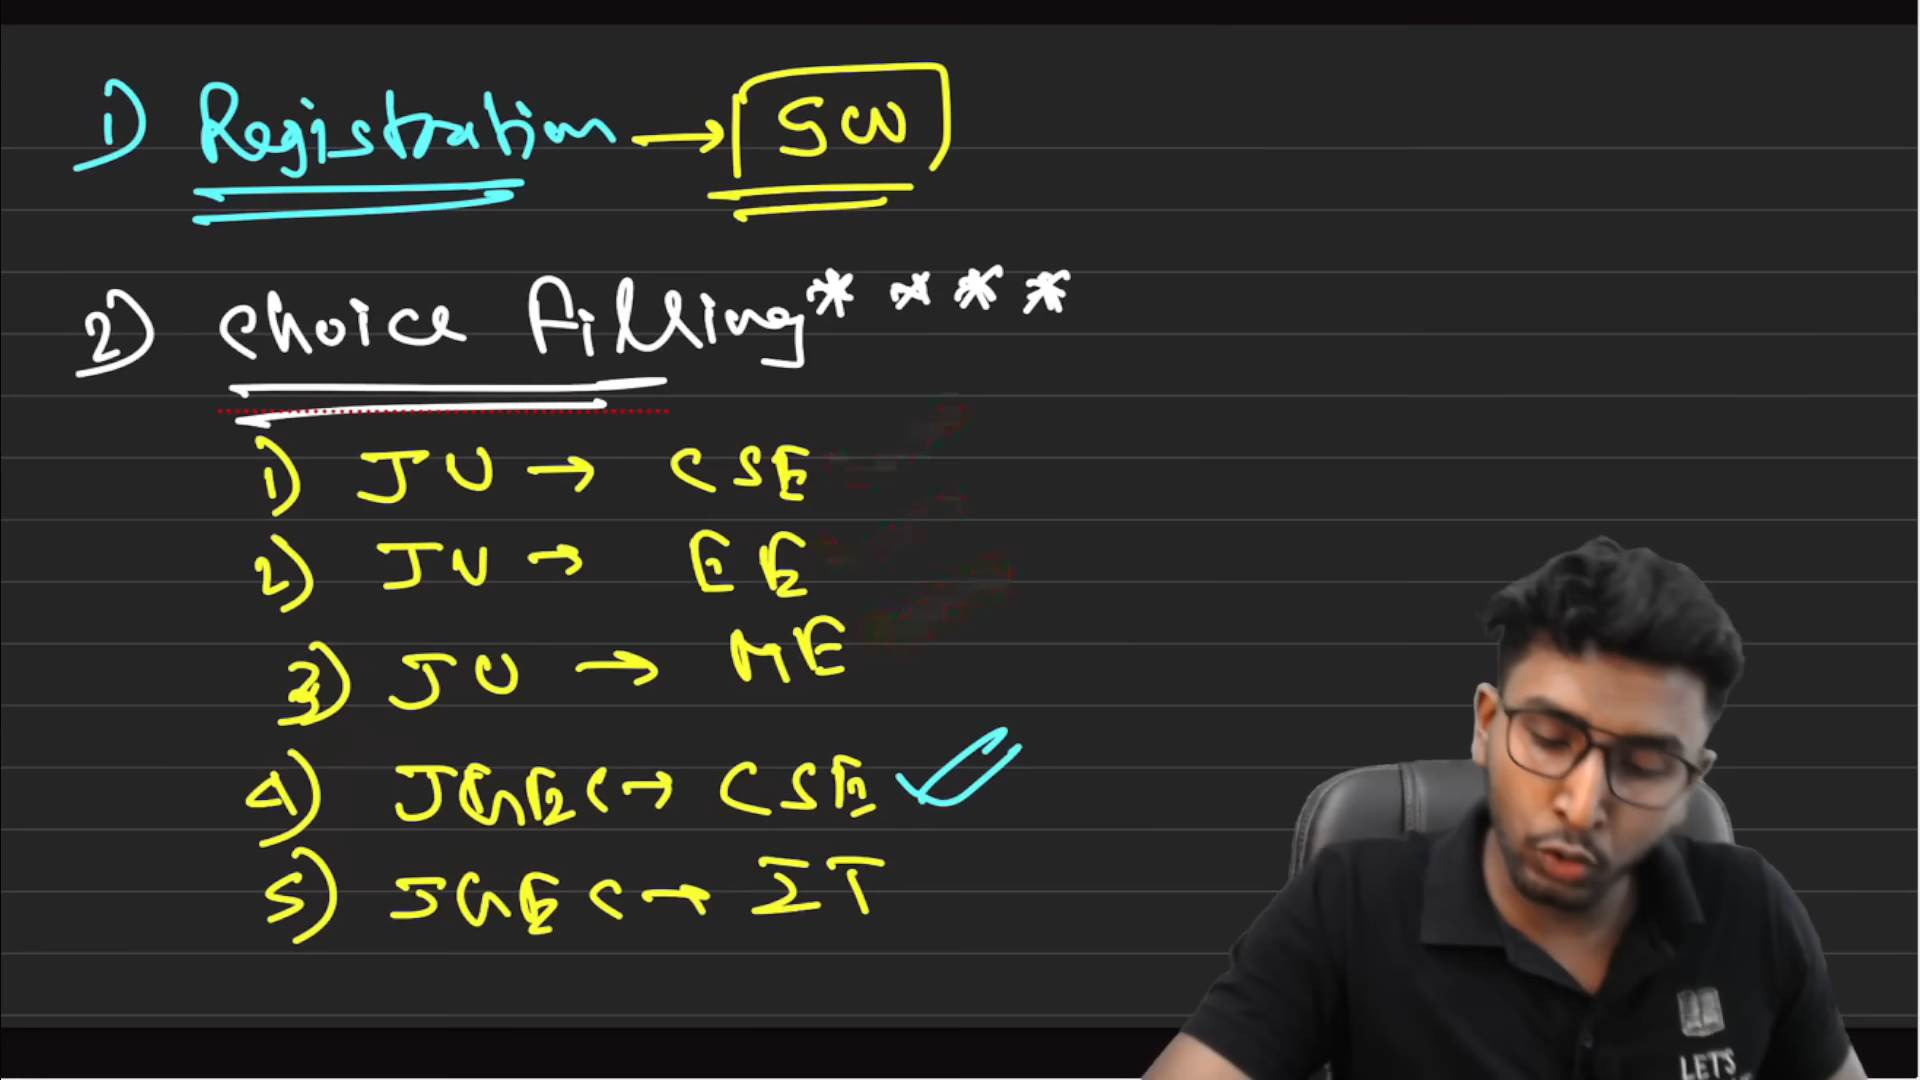 1) Registration → SW
2) Choice filling* * * *
1) JU → CSE
2) JU → EE
3) JU → ME
4) JGEC → CSE
5) JGEC → IT
LET'S